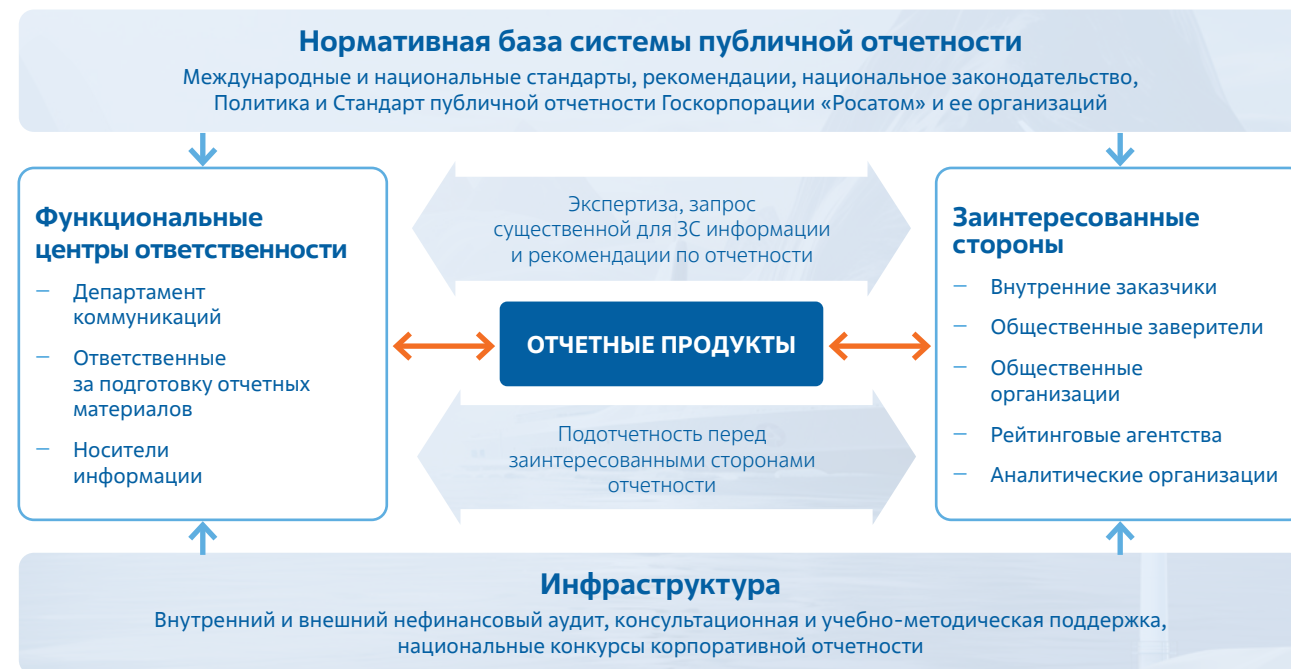 Нормативная база системы публичной отчетности
Международные и национальные стандарты, рекомендации, национальное законодательство,
Политика и Стандарт публичной отчетности Госкорпорации «Росатом» и ее организаций
Функциональные
центры ответственности
— Департамент
коммуникаций
— Ответственные
за подготовку отчетных
материалов
— Носители
информации
Экспертиза, запрос
существенной для ЗС информации
и рекомендации по отчетности
ОТЧЕТНЫЕ ПРОДУКТЫ
Подотчетность перед
заинтересованными сторонами
отчетности
Заинтересованные
стороны
— Внутренние заказчики
— Общественные заверители
— Общественные
организации
— Рейтинговые агентства
— Аналитические организации
Инфраструктура
Внутренний и внешний нефинансовый аудит, консультационная и учебно-методическая поддержка,
национальные конкурсы корпоративной отчетности